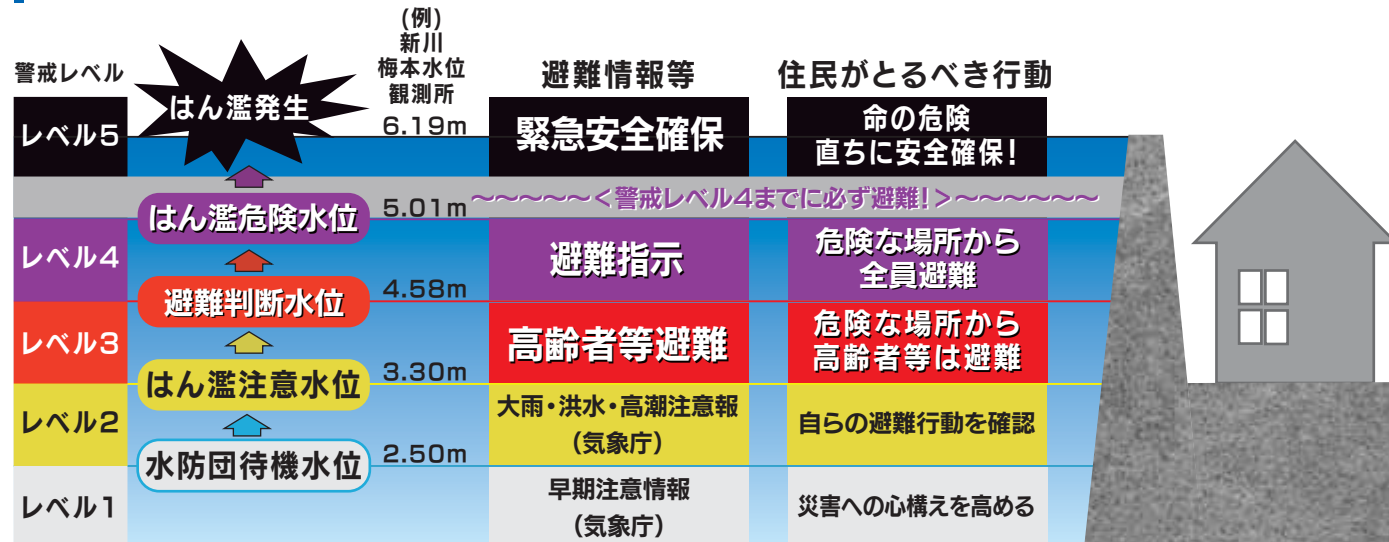 (例)
新川
梅本水位
観測所
警戒レベル
避難情報等
住民がとるべき行動
レベル5
はん濫発生
6.19m
緊急安全確保
命の危険
直ちに安全確保!
はん濫危険水位
5.01m
～～～～～<警戒レベル4までに必ず避難!>～～～～～～
レベル4
避難指示
危険な場所から
全員避難
避難判断水位
4.58m
レベル3
高齢者等避難
危険な場所から
高齢者等は避難
はん濫注意水位
3.30m
レベル2
大雨・洪水・高潮注意報
(気象庁)
自らの避難行動を確認
水防団待機水位
2.50m
レベル1
早期注意情報
(気象庁)
災害への心構えを高める